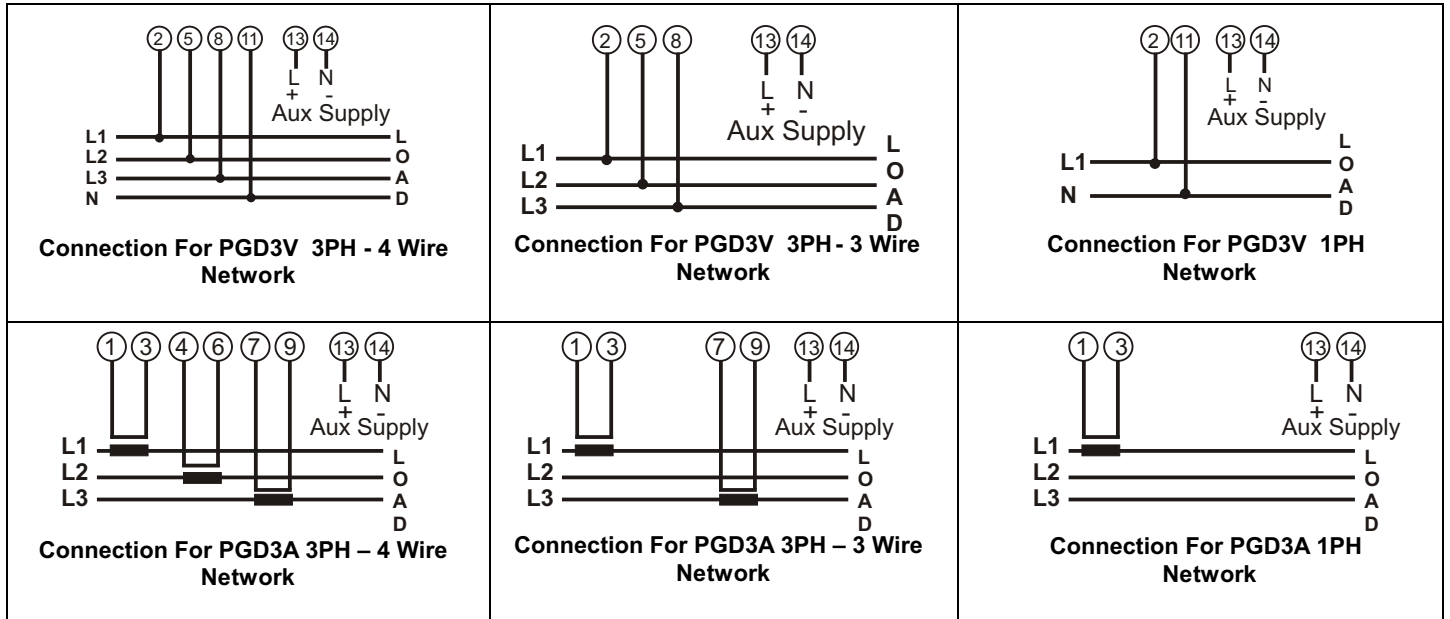 2 5 8 11 13 14
L N
+ -
Aux Supply
L1 L
L2 O
L3 A
N D
Connection For PGD3V 3PH - 4 Wire
Network
2 5 8 13 14
L N
+ -
Aux Supply
L
L1 O
L2
L3 A
D
Connection For PGD3V 3PH - 3 Wire
Network
2 11 13 14
L N
+ -
Aux Supply
L
L1 O
N A
D
Connection For PGD3V 1PH
Network
1 3 4 6 7 9 13 14
L N
+ -
Aux Supply
L1 L
L2 O
L3 A
D
Connection For PGD3A 3PH – 4 Wire
Network
1 3 7 9 13 14
L N
+ -
Aux Supply
L1 L
L2 O
L3 A
D
Connection For PGD3A 3PH – 3 Wire
Network
1 3 13 14
L N
+ -
Aux Supply
L1 L
L2 O
L3 A
D
Connection For PGD3A 1PH
Network